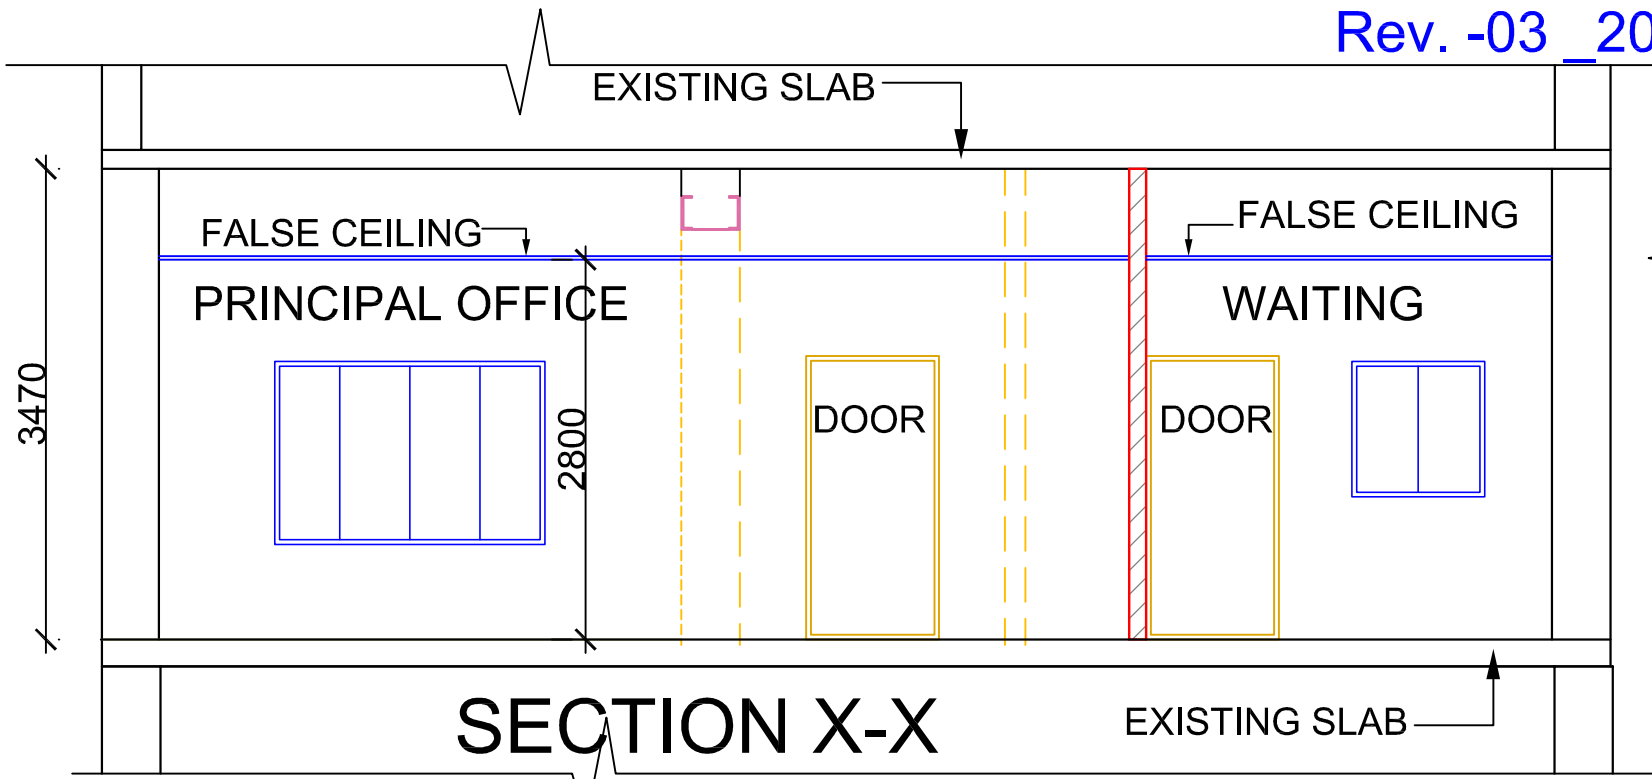 Rev. -03 _20
EXISTING SLAB
FALSE CEILING
FALSE CEILING
PRINCIPAL OFFICE
WAITING
3470
2800
DOOR
DOOR
SECTION X-X
EXISTING SLAB